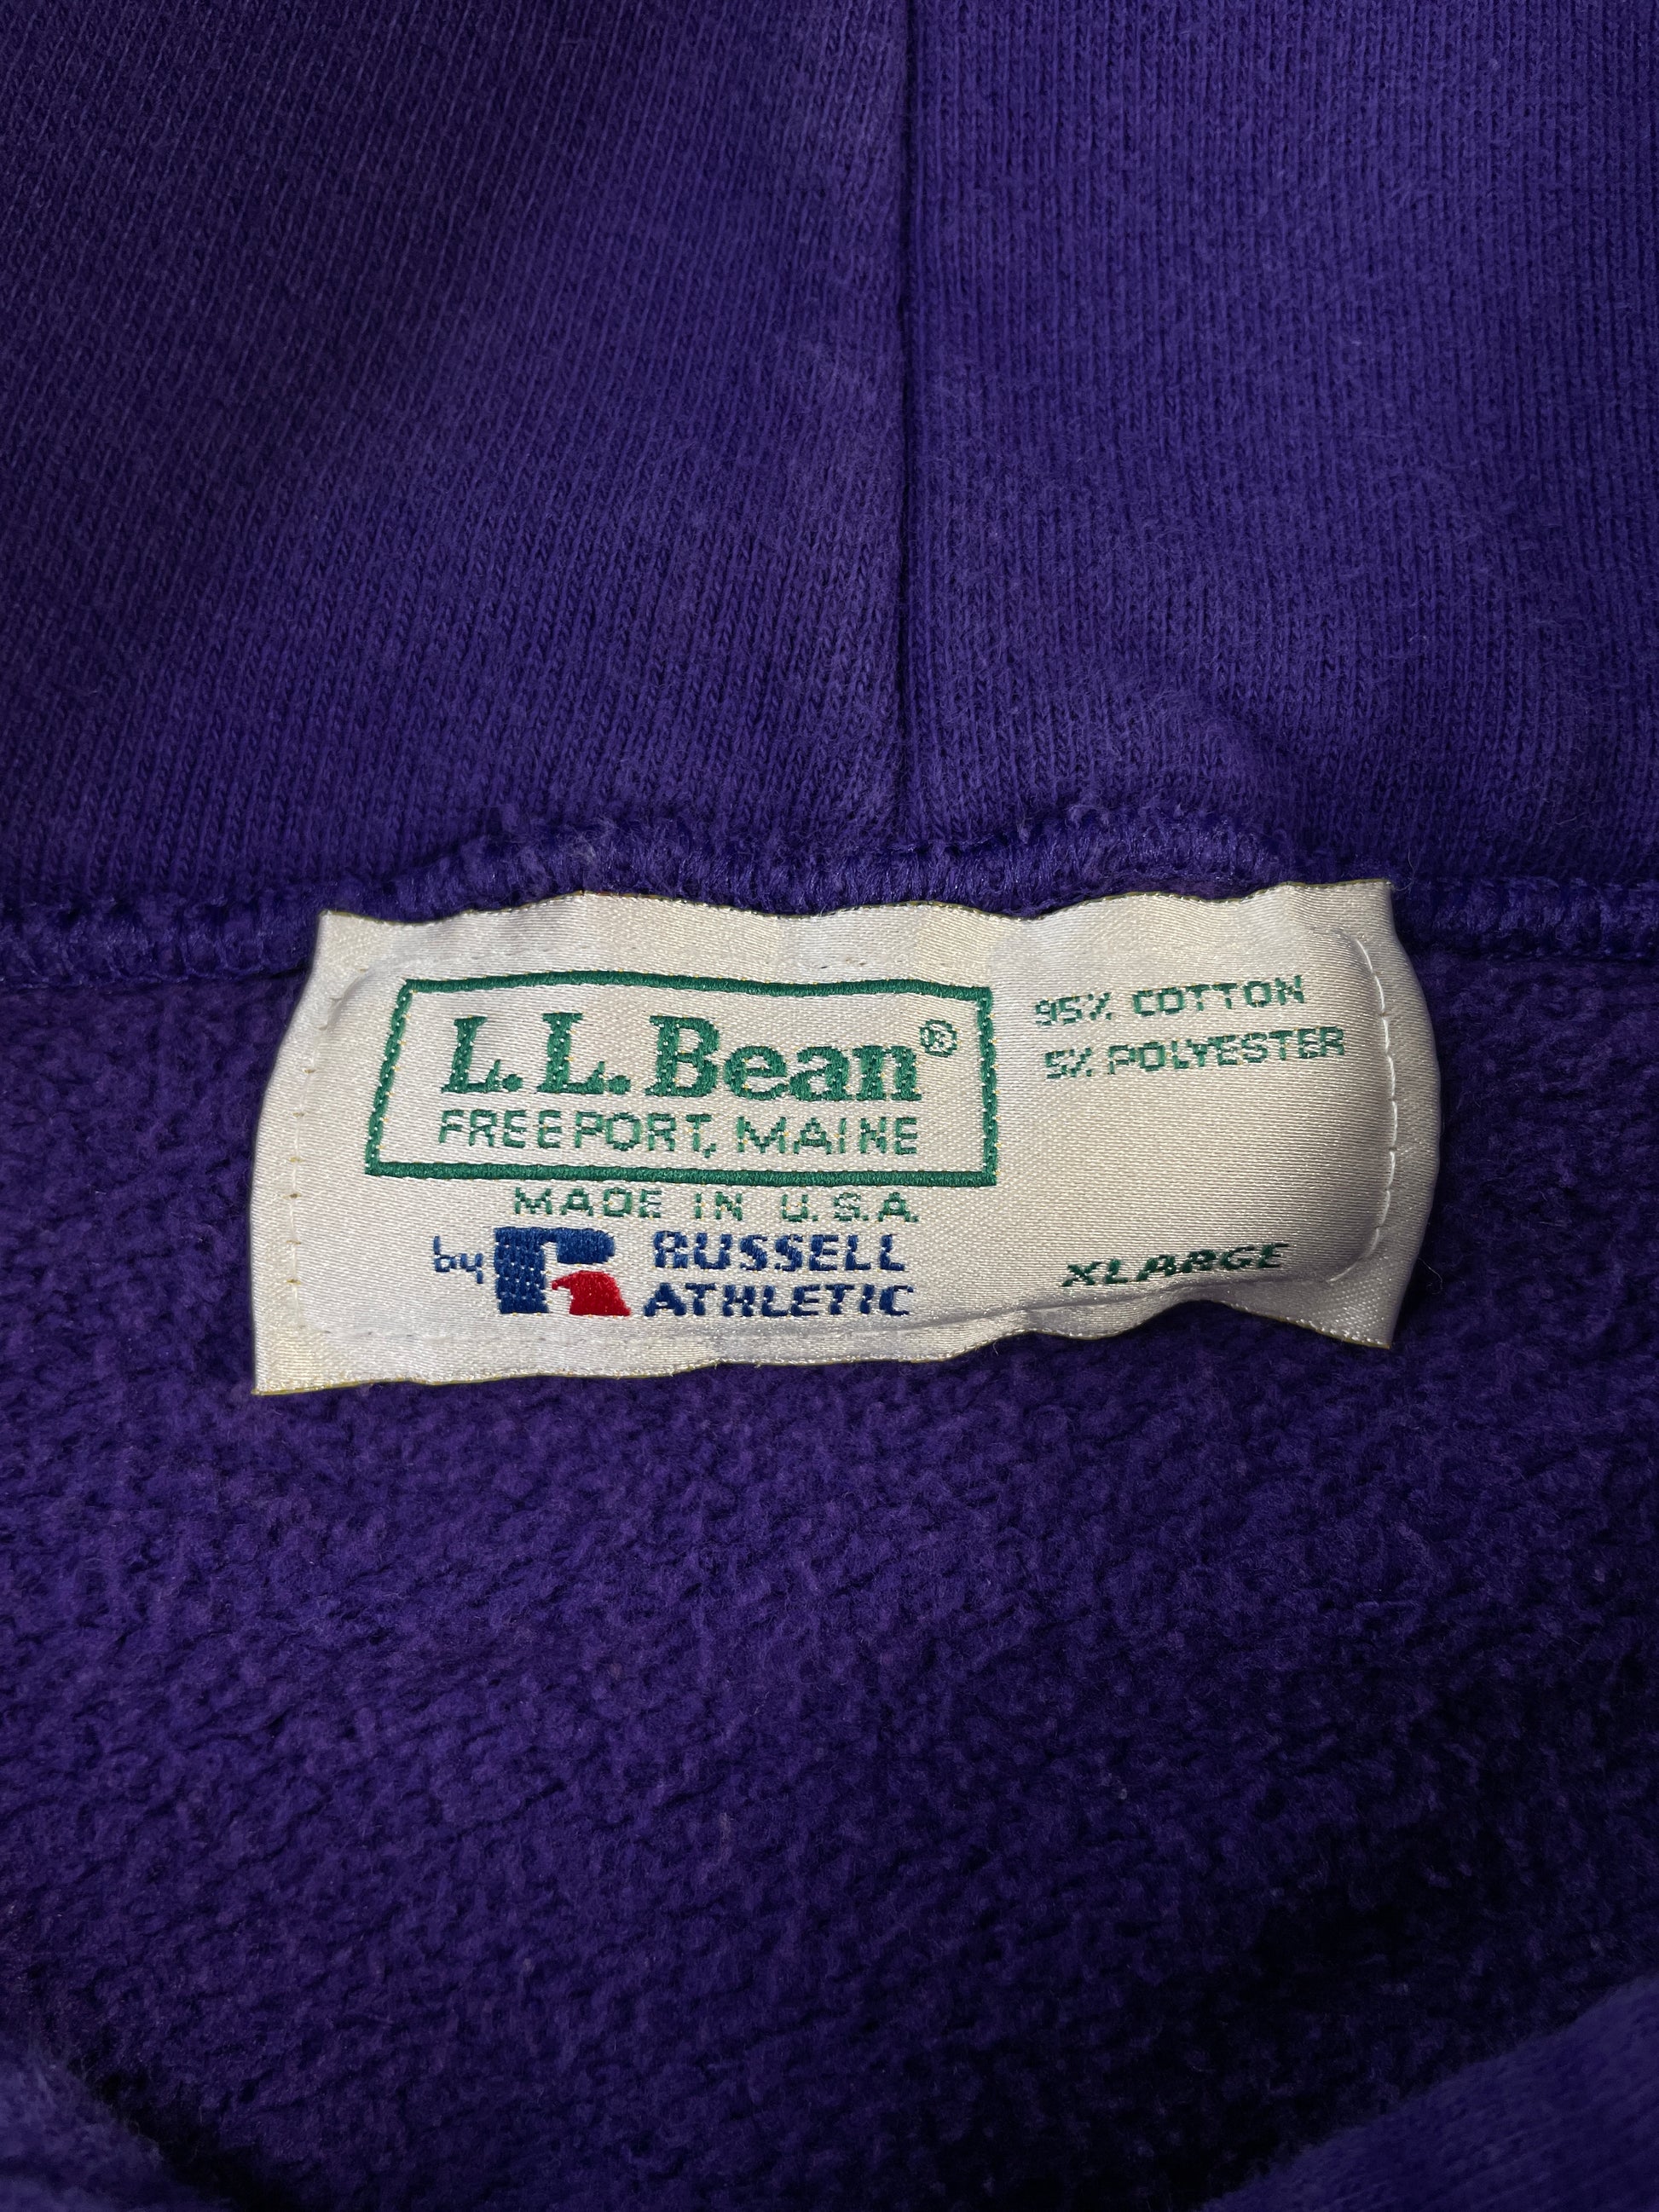 L.L.Bean®
FREEPORT, MAINE
MADE IN U.S.A.
by R RUSSELL
ATHLETIC
95% COTTON
5% POLYESTER
XLARGE